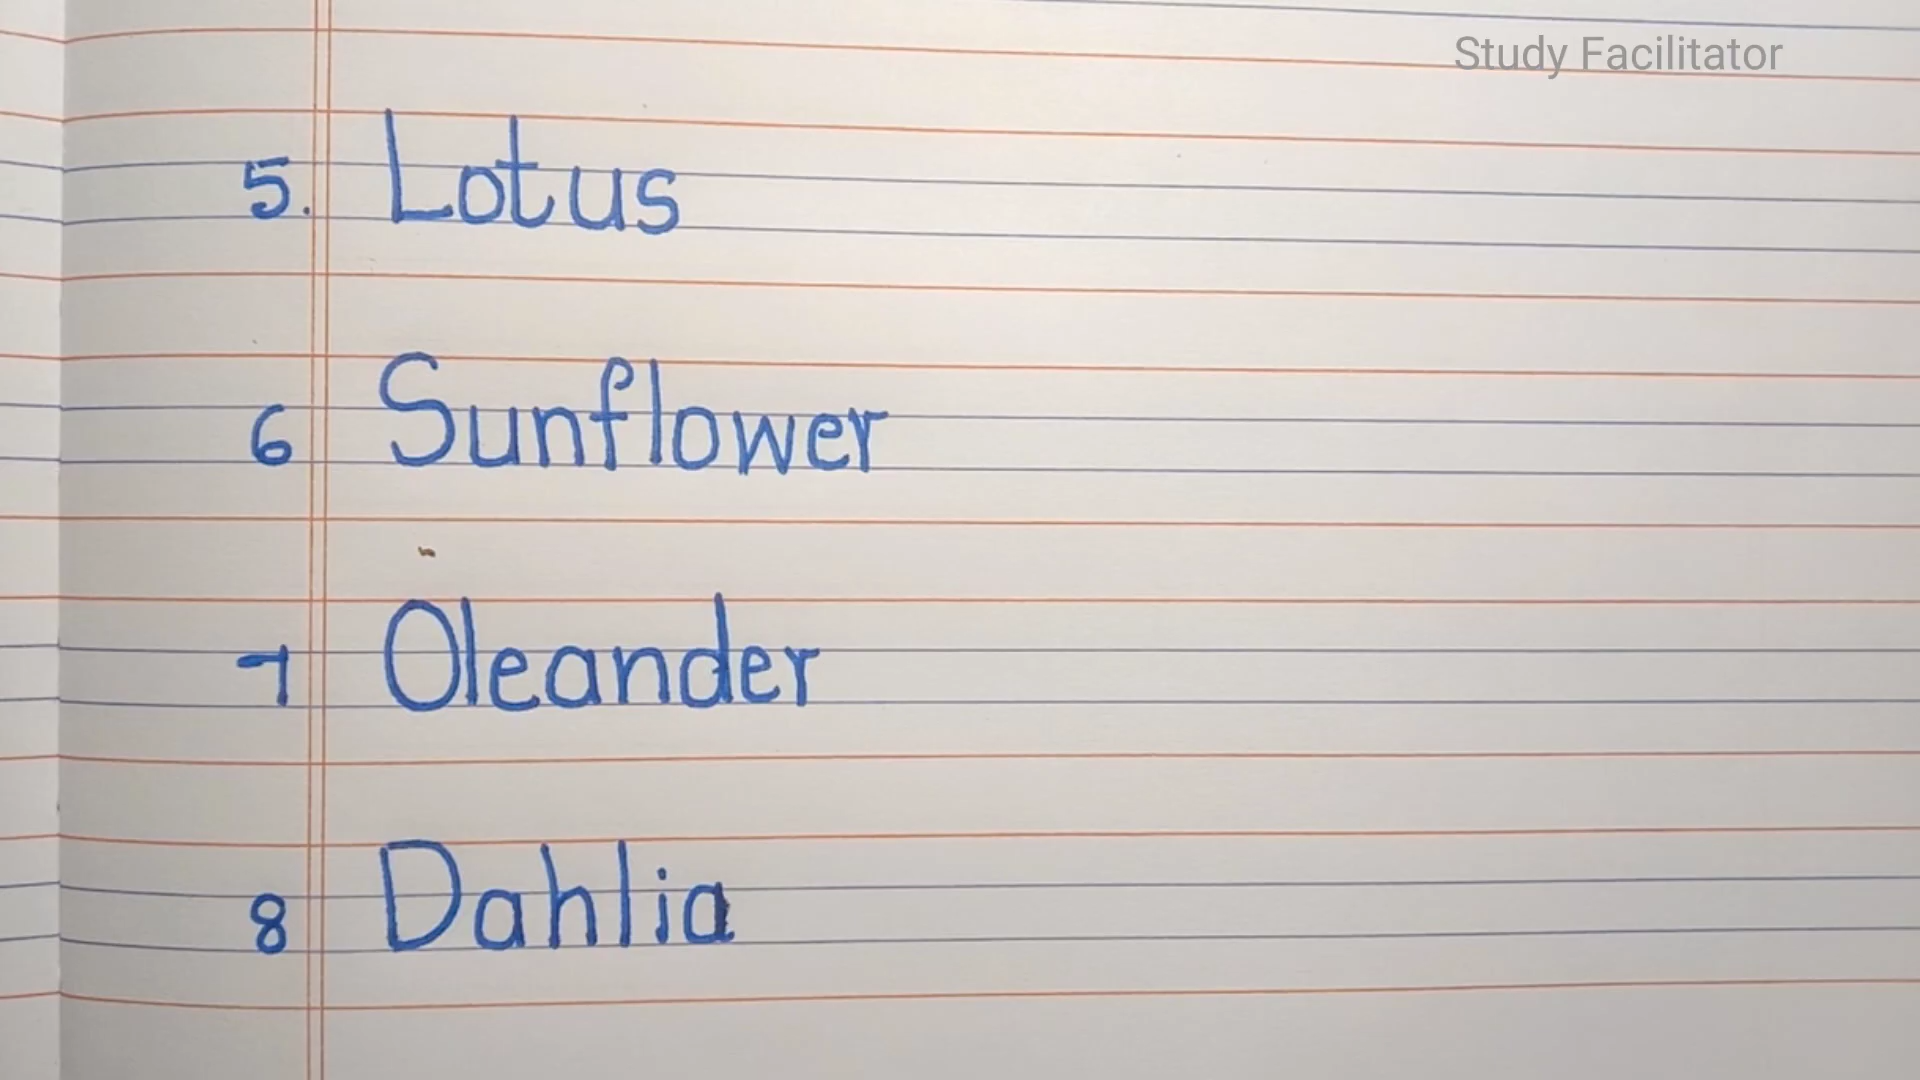 Study Facilitator
5. Lotus
6 Sunflower
7 Oleander
8 Dahlia